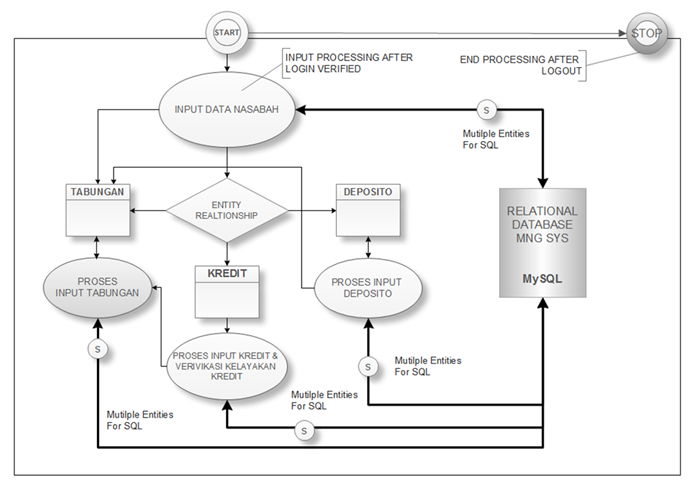 START
STOP
INPUT PROCESSING AFTER
LOGIN VERIFIED
END PROCESSING AFTER
LOGOUT
INPUT DATA NASABAH
S
Mutilple Entities
For SQL
TABUNGAN
ENTITY
REALTIONSHIP
DEPOSITO
RELATIONAL
DATABASE
MNG SYS
MySQL
PROSES
INPUT TABUNGAN
KREDIT
PROSES INPUT
DEPOSITO
S
PROSES INPUT KREDIT &
VERIVIKASI KELAYAKAN
KREDIT
S
Mutilple Entities
For SQL
Mutilple Entities
For SQL
S
Mutilple Entities
For SQL